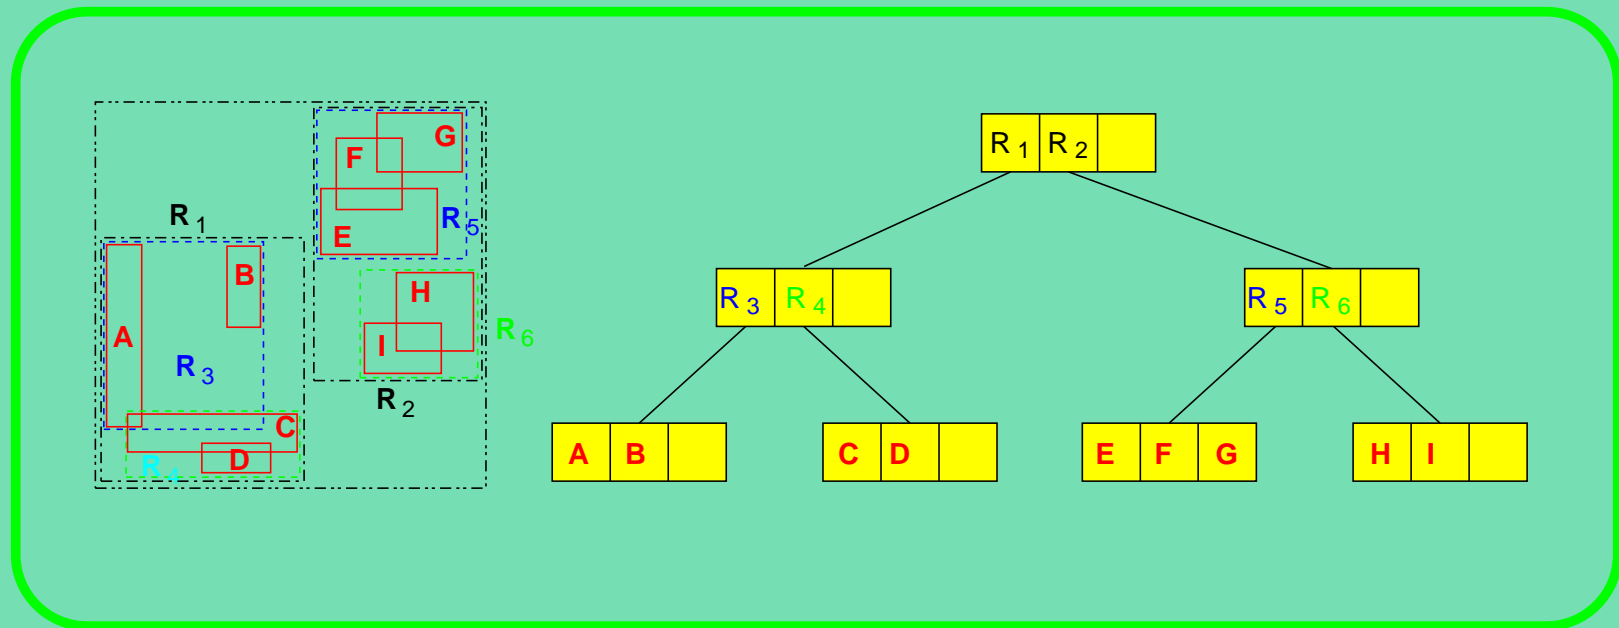 G
F
R 1
R 5
E
B
H
A
R 6
I
R 3
R 2
C
D
R 4
R 1 R 2
R 3 R 4
R 5 R 6
A B
C D
E F G
H I